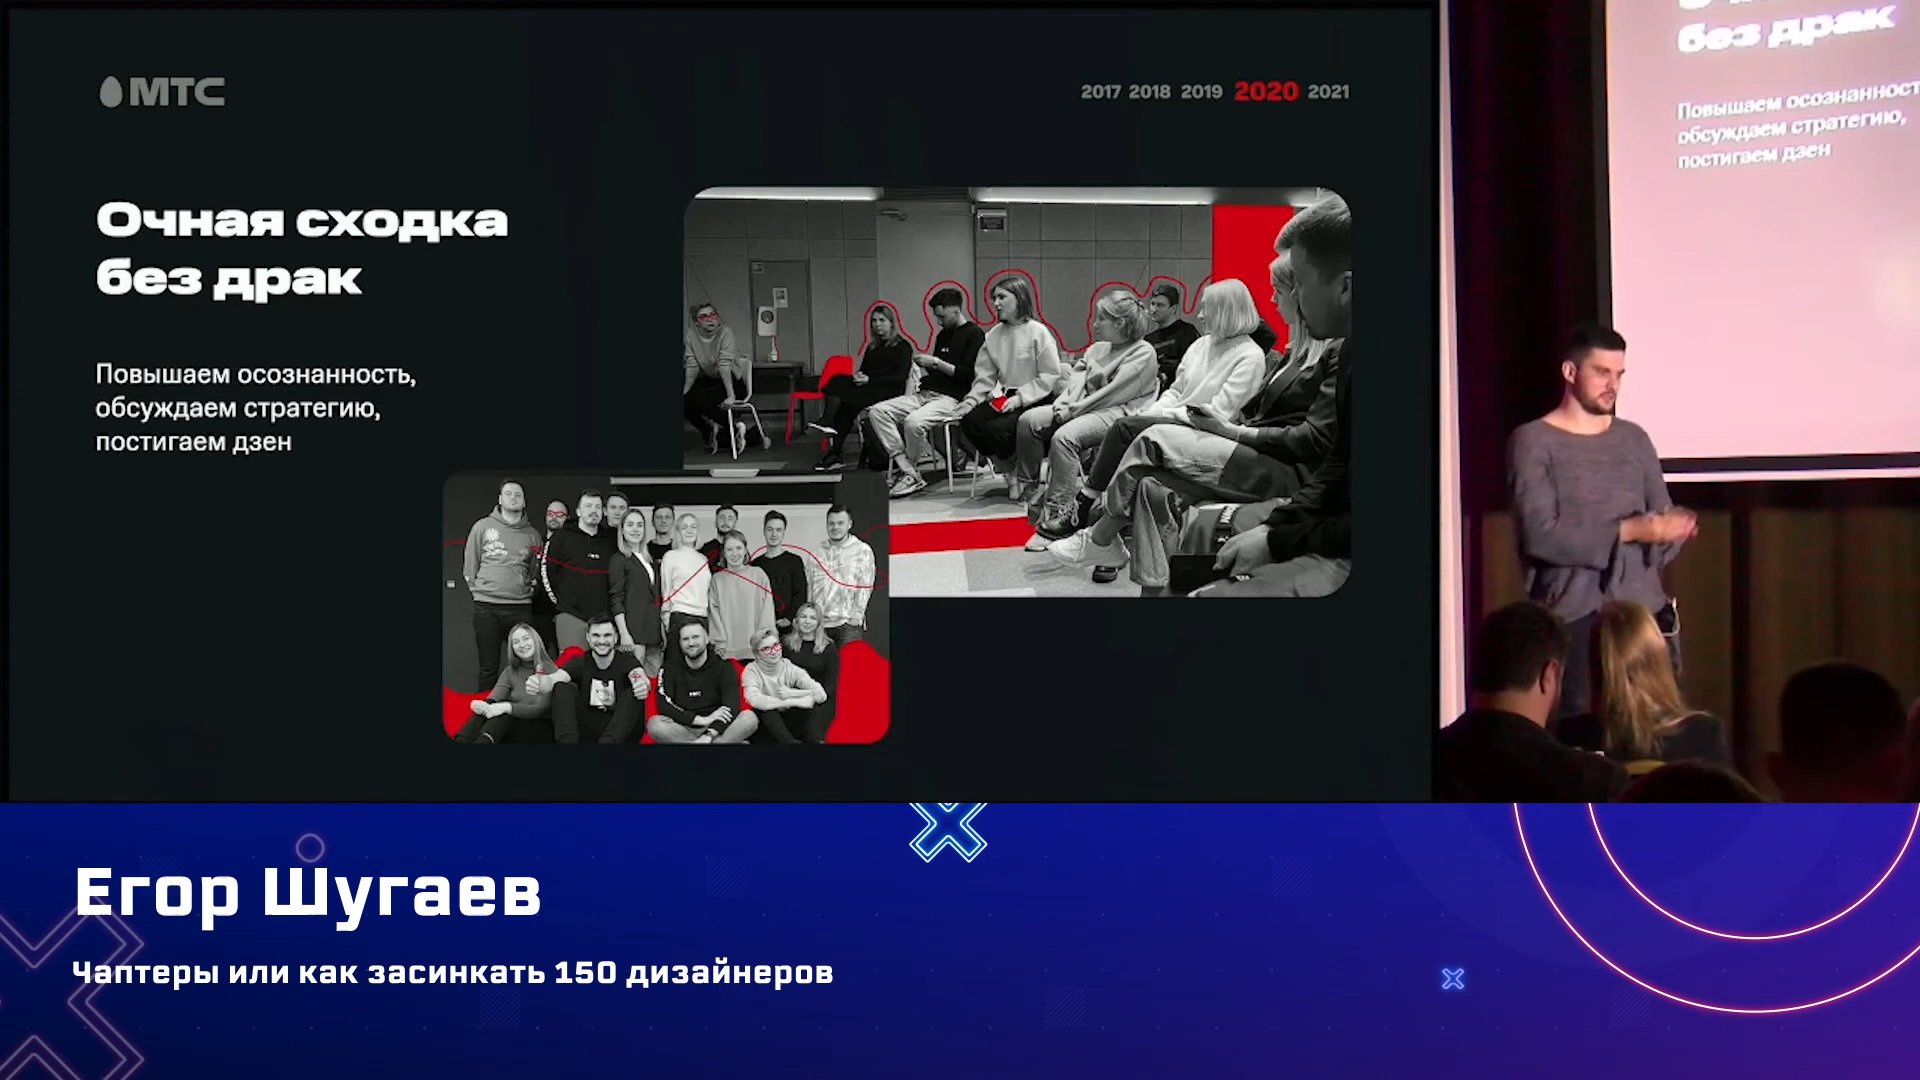 МТС
2017 2018 2019 2020 2021
Очная сходка
без драк
Повышаем осознанность,
обсуждаем стратегию,
постигаем дзен
без драк
Повышаем осознанност
обсуждаем стратегию,
постигаем дзен
Егор Шугаев
Чаптеры или как засинкать 150 дизайнеров